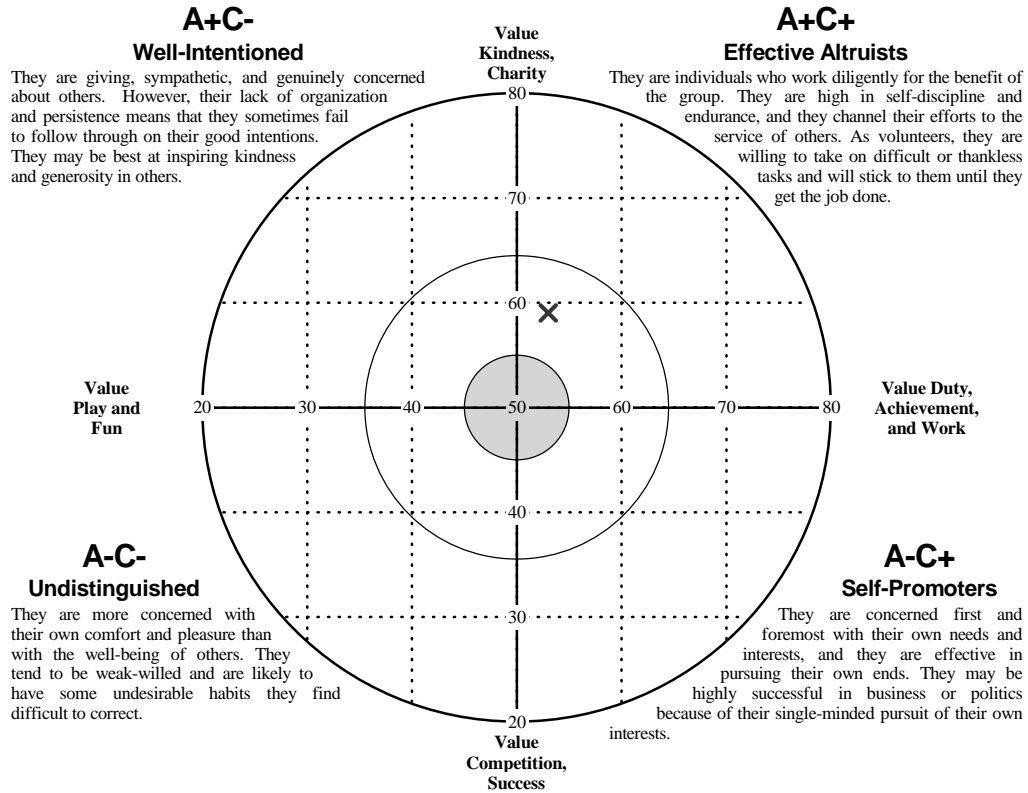 A+C-
Well-Intentioned
They are giving, sympathetic, and genuinely concerned
about others. However, their lack of organization
and persistence means that they sometimes fail
to follow through on their good intentions.
They may be best at inspiring kindness
and generosity in others.
Value
Kindness,
Charity
A+C+
Effective Altruists
They are individuals who work diligently for the benefit of
the group. They are high in self-discipline and
endurance, and they channel their efforts to the
service of others. As volunteers, they are
willing to take on difficult or thankless
tasks and will stick to them until they
get the job done.
80
70
60
Value
Play and
Fun
20 30 40 50 60 70 80
Value Duty,
Achievement,
and Work
40
30
20
A-C-
Undistinguished
They are more concerned with
their own comfort and pleasure than
with the well-being of others. They
tend to be weak-willed and are likely to
have some undesirable habits they find
difficult to correct.
A-C+
Self-Promoters
They are concerned first and
foremost with their own needs and
interests, and they are effective in
pursuing their own ends. They may be
highly successful in business or politics
because of their single-minded pursuit of their own
interests.
Value
Competition,
Success